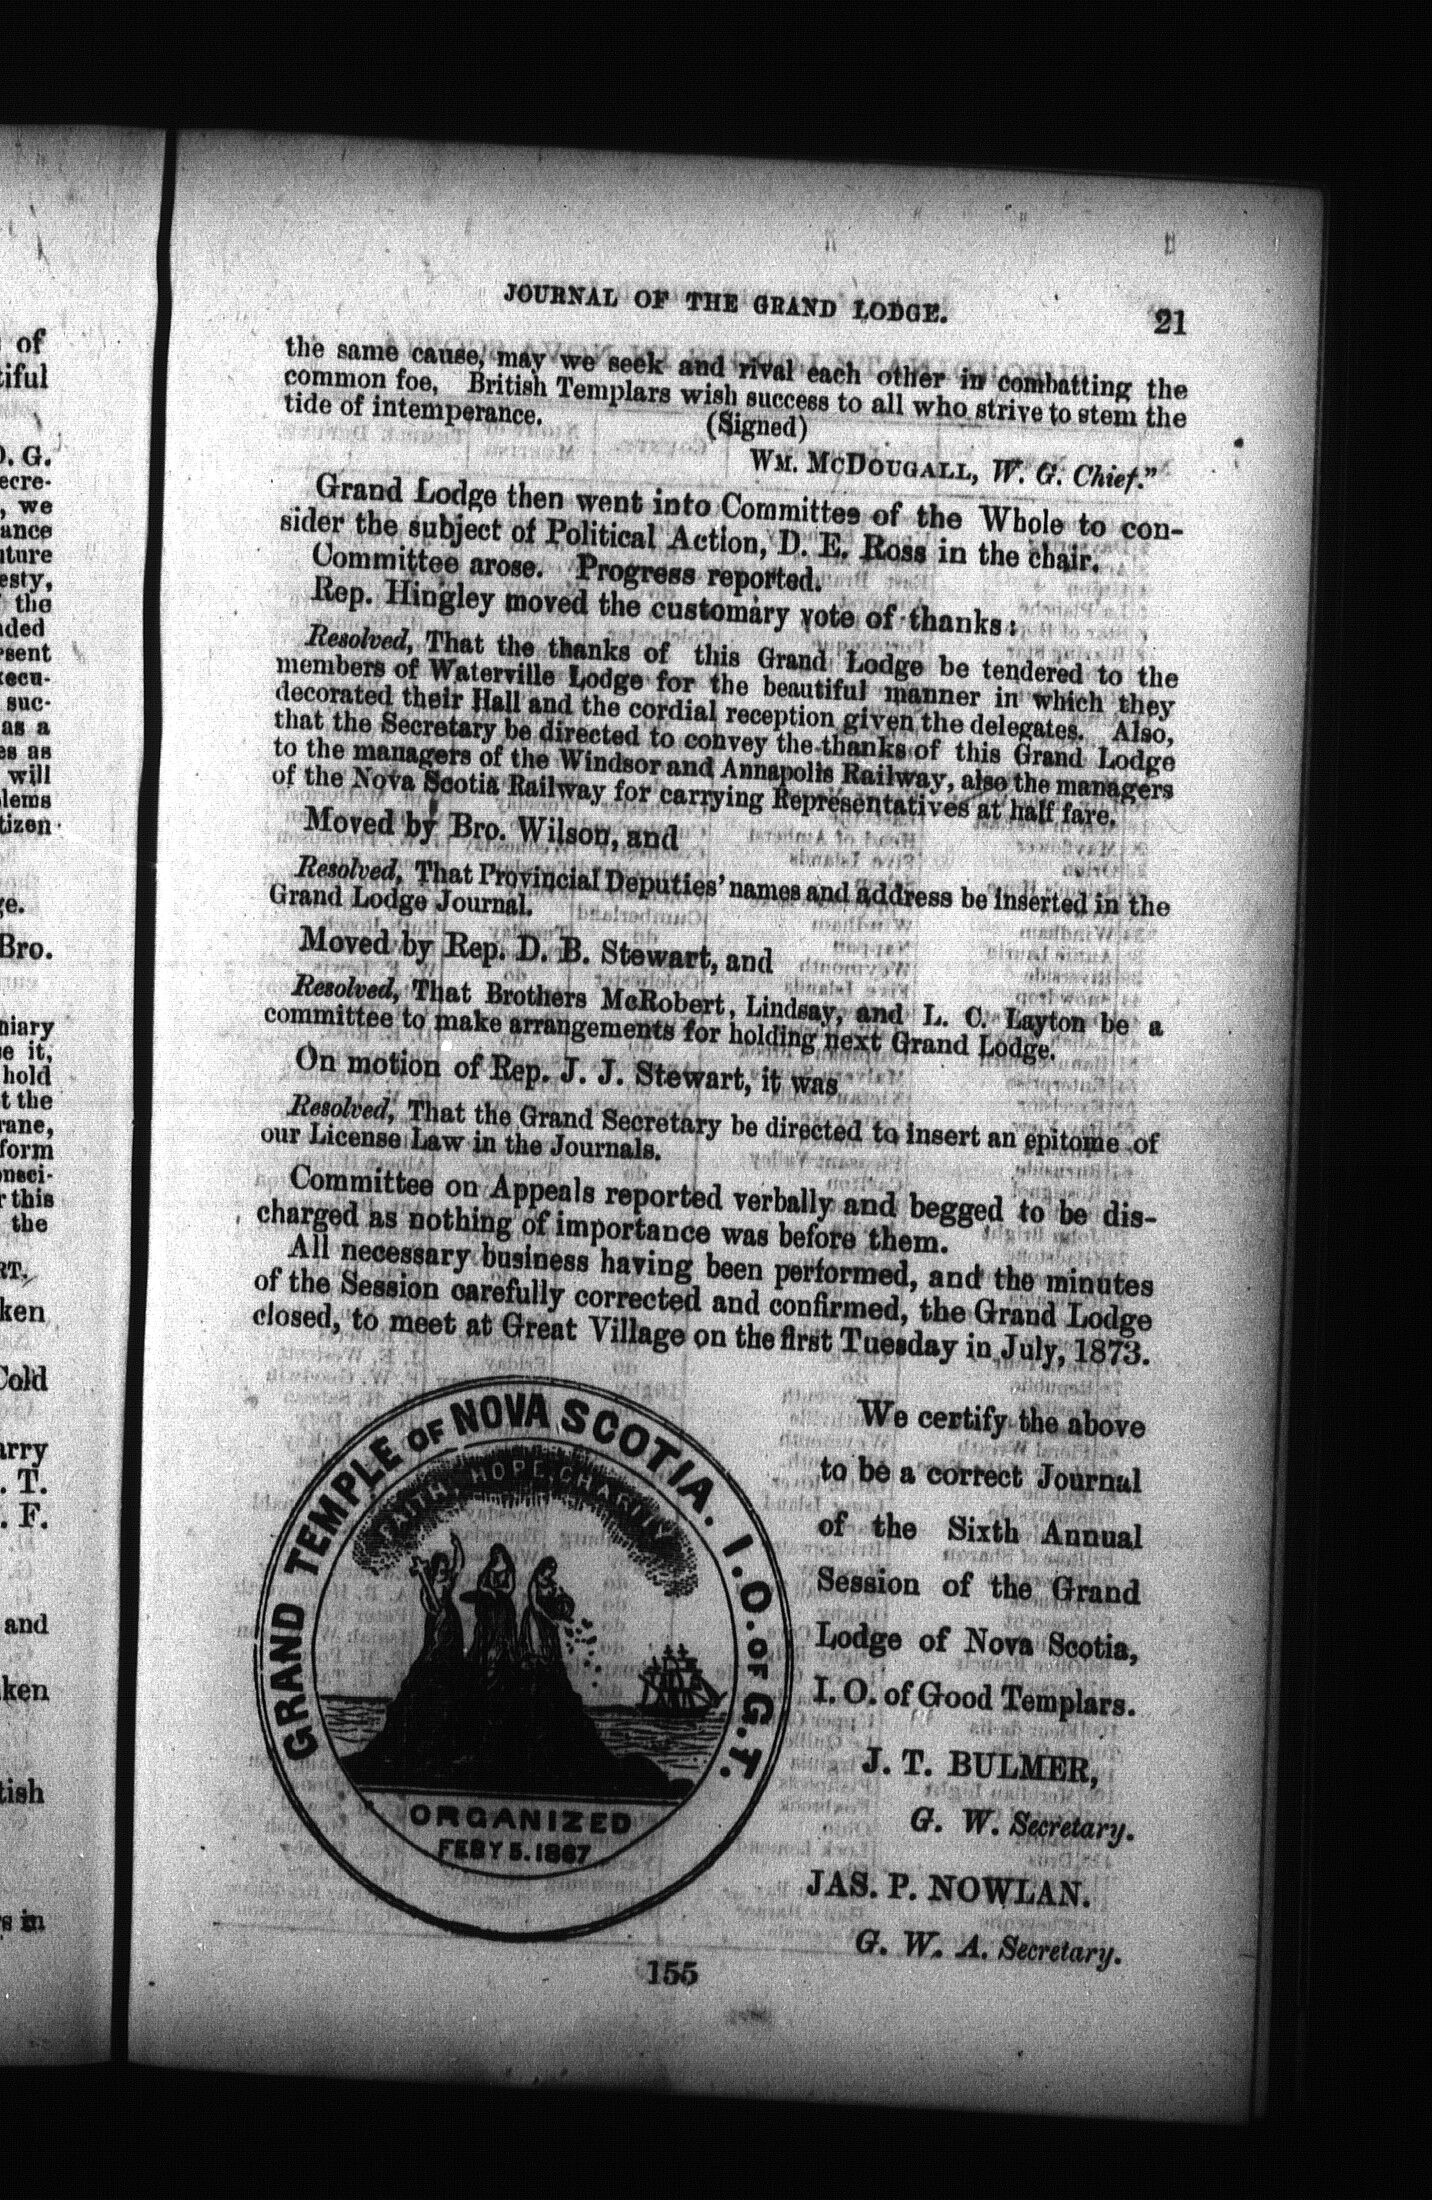 JOURNAL OF THE GRAND LODGE.
21
the same cause, may we seek and rival each other in combatting the
common foe, British Templars wish success to all who strive to stem the
tide of intemperance. (Signed)
WM. MCDOUGALL, W. G. Chief."
Grand Lodge then went into Committee of the Whole to con-
sider the subject of Political Action, D. E. Ross in the chair.
Committee arose. Progress reported.
Rep. Hingley moved the customary vote of thanks:
Resolved, That the thanks of this Grand Lodge be tendered to the
members of Waterville Lodge for the beautiful manner in which they
decorated their Hall and the cordial reception given the delegates. Also,
that the Secretary be directed to convey the thanks of this Grand Lodge
to the managers of the Windsor and Annapolis Railway, also the managers
of the Nova Scotia Railway for carrying Representatives at half fare.
Moved by Bro. Wilson, and
Resolved, That Provincial Deputies' names and address be inserted in the
Grand Lodge Journal.
Moved by Rep. D. B. Stewart, and
Resolved, That Brothers McRobert, Lindsay, and L. C. Layton be a
committee to make arrangements for holding next Grand Lodge.
On motion of Rep. J. J. Stewart, it was
Resolved, That the Grand Secretary be directed to insert an epitome of
our License Law in the Journals.
Committee on Appeals reported verbally and begged to be dis-
charged as nothing of importance was before them.
All necessary business having been performed, and the minutes
of the Session carefully corrected and confirmed, the Grand Lodge
closed, to meet at Great Village on the first Tuesday in July, 1873.
GRAND TEMPLE OF NOVA SCOTIA. I.O. OF G.T.
FAITH, HOPE, CHARITY
ORGANIZED
FEBY 5. 1867
We certify the above
to be a correct Journal
of the Sixth Annual
Session of the Grand
Lodge of Nova Scotia,
I. O. of Good Templars.
J. T. BULMER,
G. W. Secretary.
JAS. P. NOWLAN.
G. W. A. Secretary.
155